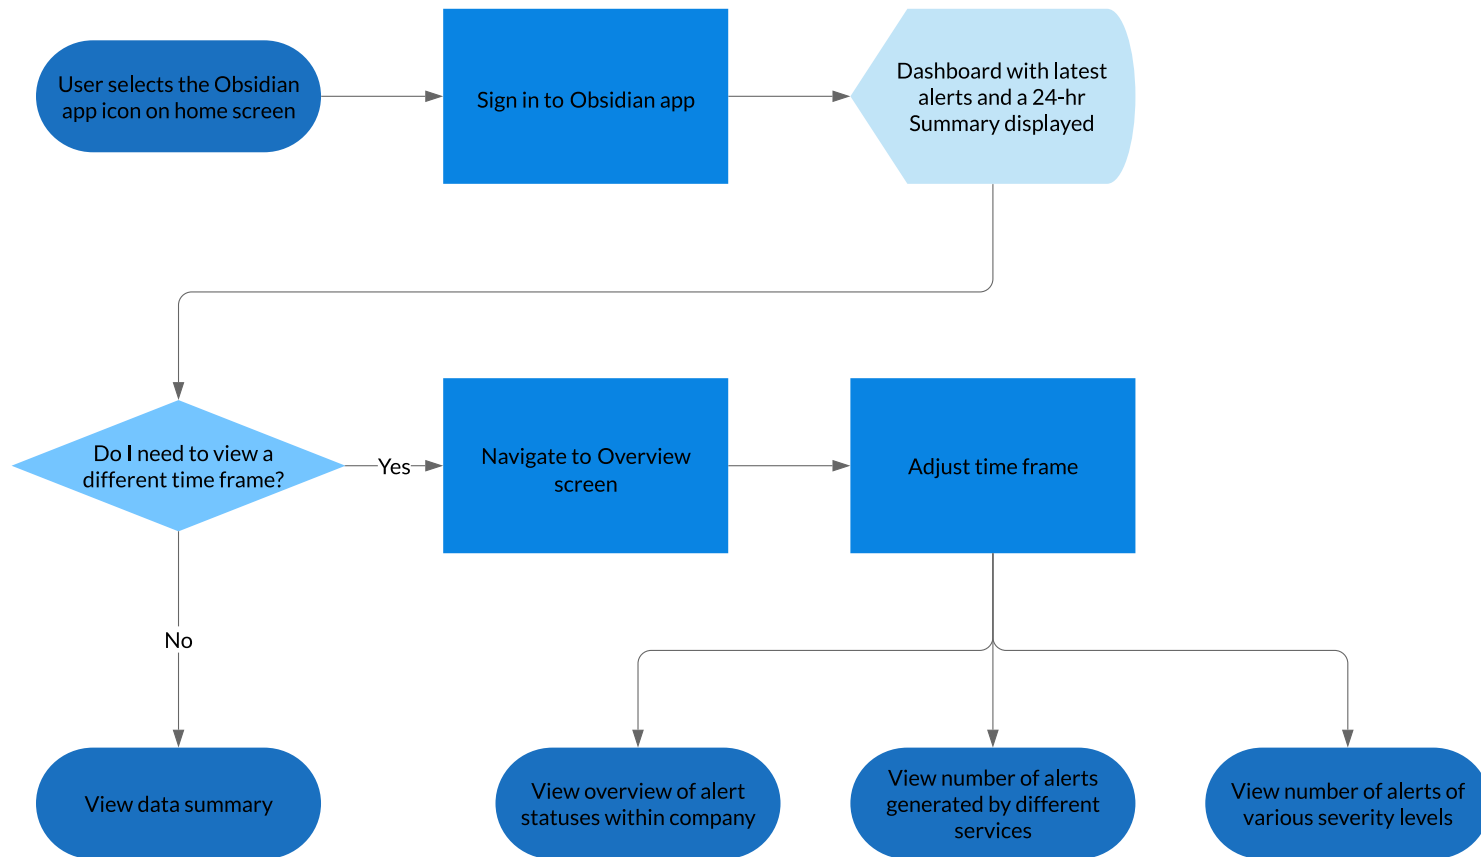 User selects the Obsidian
app icon on home screen
Sign in to Obsidian app
Dashboard with latest
alerts and a 24-hr
Summary displayed
Do I need to view a
different time frame?
Yes
Navigate to Overview
screen
Adjust time frame
No
View data summary
View overview of alert
statuses within company
View number of alerts
generated by different
services
View number of alerts of
various severity levels